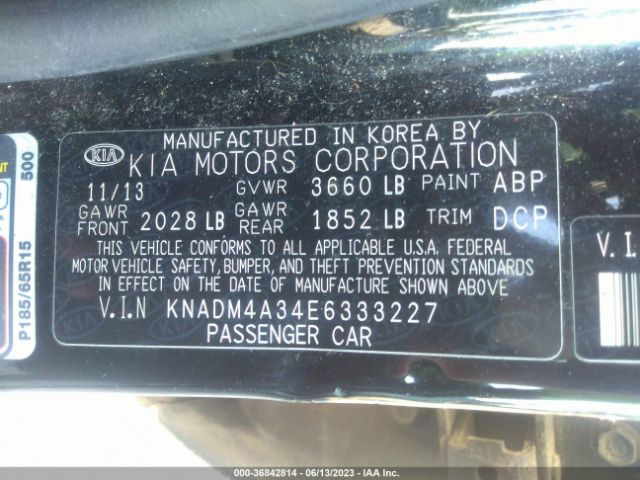 MANUFACTURED IN KOREA BY
KIA KIA MOTORS CORPORATION
11/13 GVWR 3660 LB PAINT ABP
GAWR FRONT 2028 LB GAWR REAR 1852 LB TRIM DCP
THIS VEHICLE CONFORMS TO ALL APPLICABLE U.S.A. FEDERAL
MOTOR VEHICLE SAFETY, BUMPER, AND THEFT PREVENTION STANDARDS
IN EFFECT ON THE DATE OF MANUFACTURE SHOWN ABOVE
V.I.N KNADM4A34E6333227
PASSENGER CAR
500
P185/65R15
V.I.
000-36842814 - 06/13/2023 - IAA Inc.